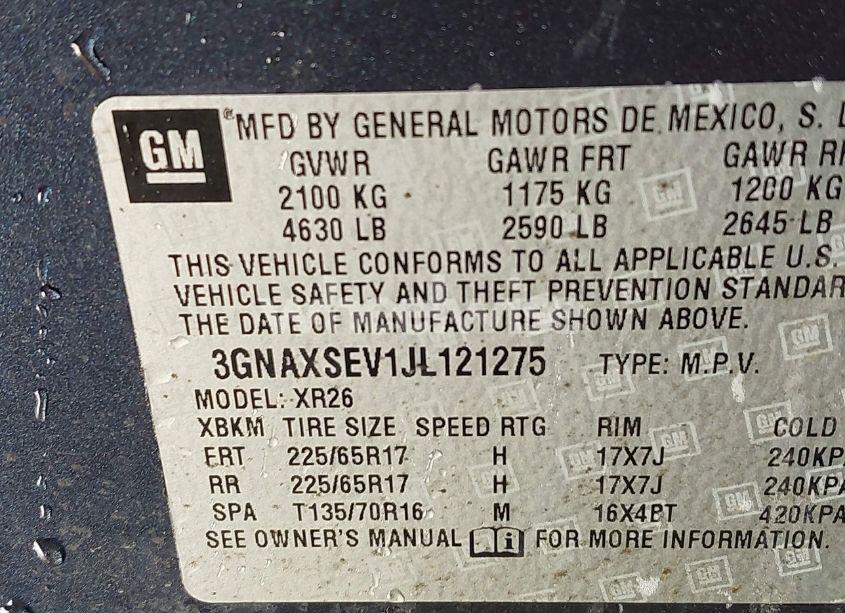 GM
®MFD BY GENERAL MOTORS DE MEXICO, S.
GVWR GAWR FRT GAWR
2100 KG 1175 KG 1200 KG
4630 LB 2590 LB 2645 LB
THIS VEHICLE CONFORMS TO ALL APPLICABLE U.S.
VEHICLE SAFETY AND THEFT PREVENTION STANDAR
THE DATE OF MANUFACTURE SHOWN ABOVE.
3GNAXSEV1JL121275 TYPE: M.P.V.
MODEL: XR26
XBKM TIRE SIZE SPEED RTG RIM COLD
FRT 225/65R17 H 17X7J 240KPA
RR 225/65R17 H 17X7J 240KPA
SPA T135/70R16 M 16X4BT 420KPA
SEE OWNER'S MANUAL i FOR MORE INFORMATION.